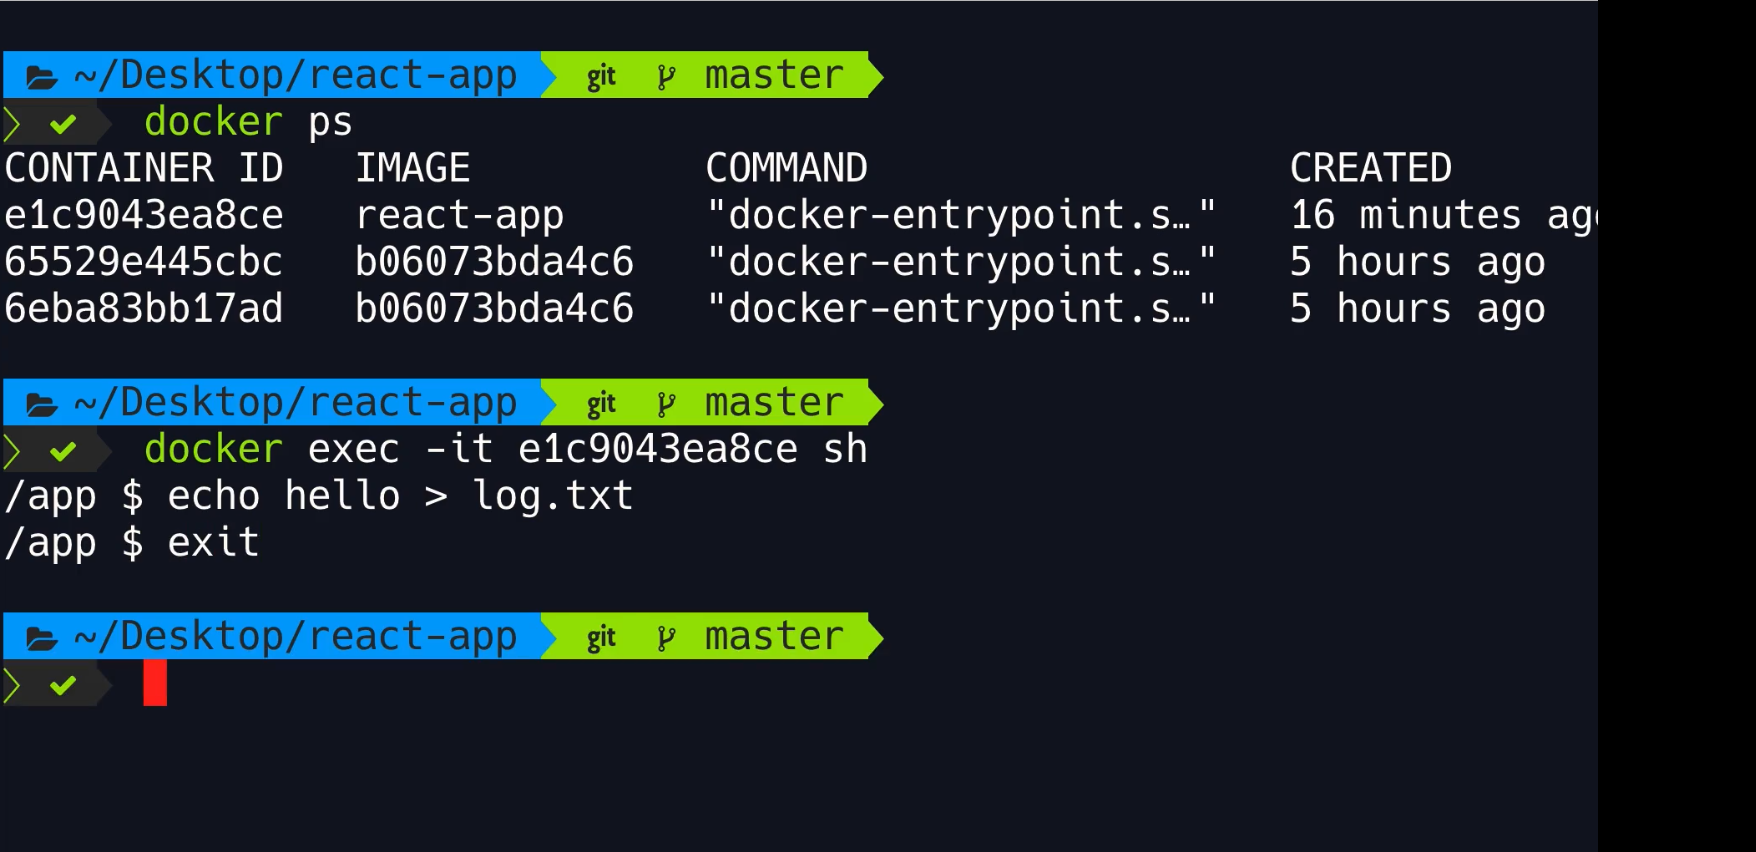 ~/Desktop/react-app git master
docker ps
CONTAINER ID IMAGE COMMAND CREATED
e1c9043ea8ce react-app "docker-entrypoint.s…" 16 minutes ago
65529e445cbc b06073bda4c6 "docker-entrypoint.s…" 5 hours ago
6eba83bb17ad b06073bda4c6 "docker-entrypoint.s…" 5 hours ago
~/Desktop/react-app git master
docker exec -it e1c9043ea8ce sh
/app $ echo hello > log.txt
/app $ exit
~/Desktop/react-app git master